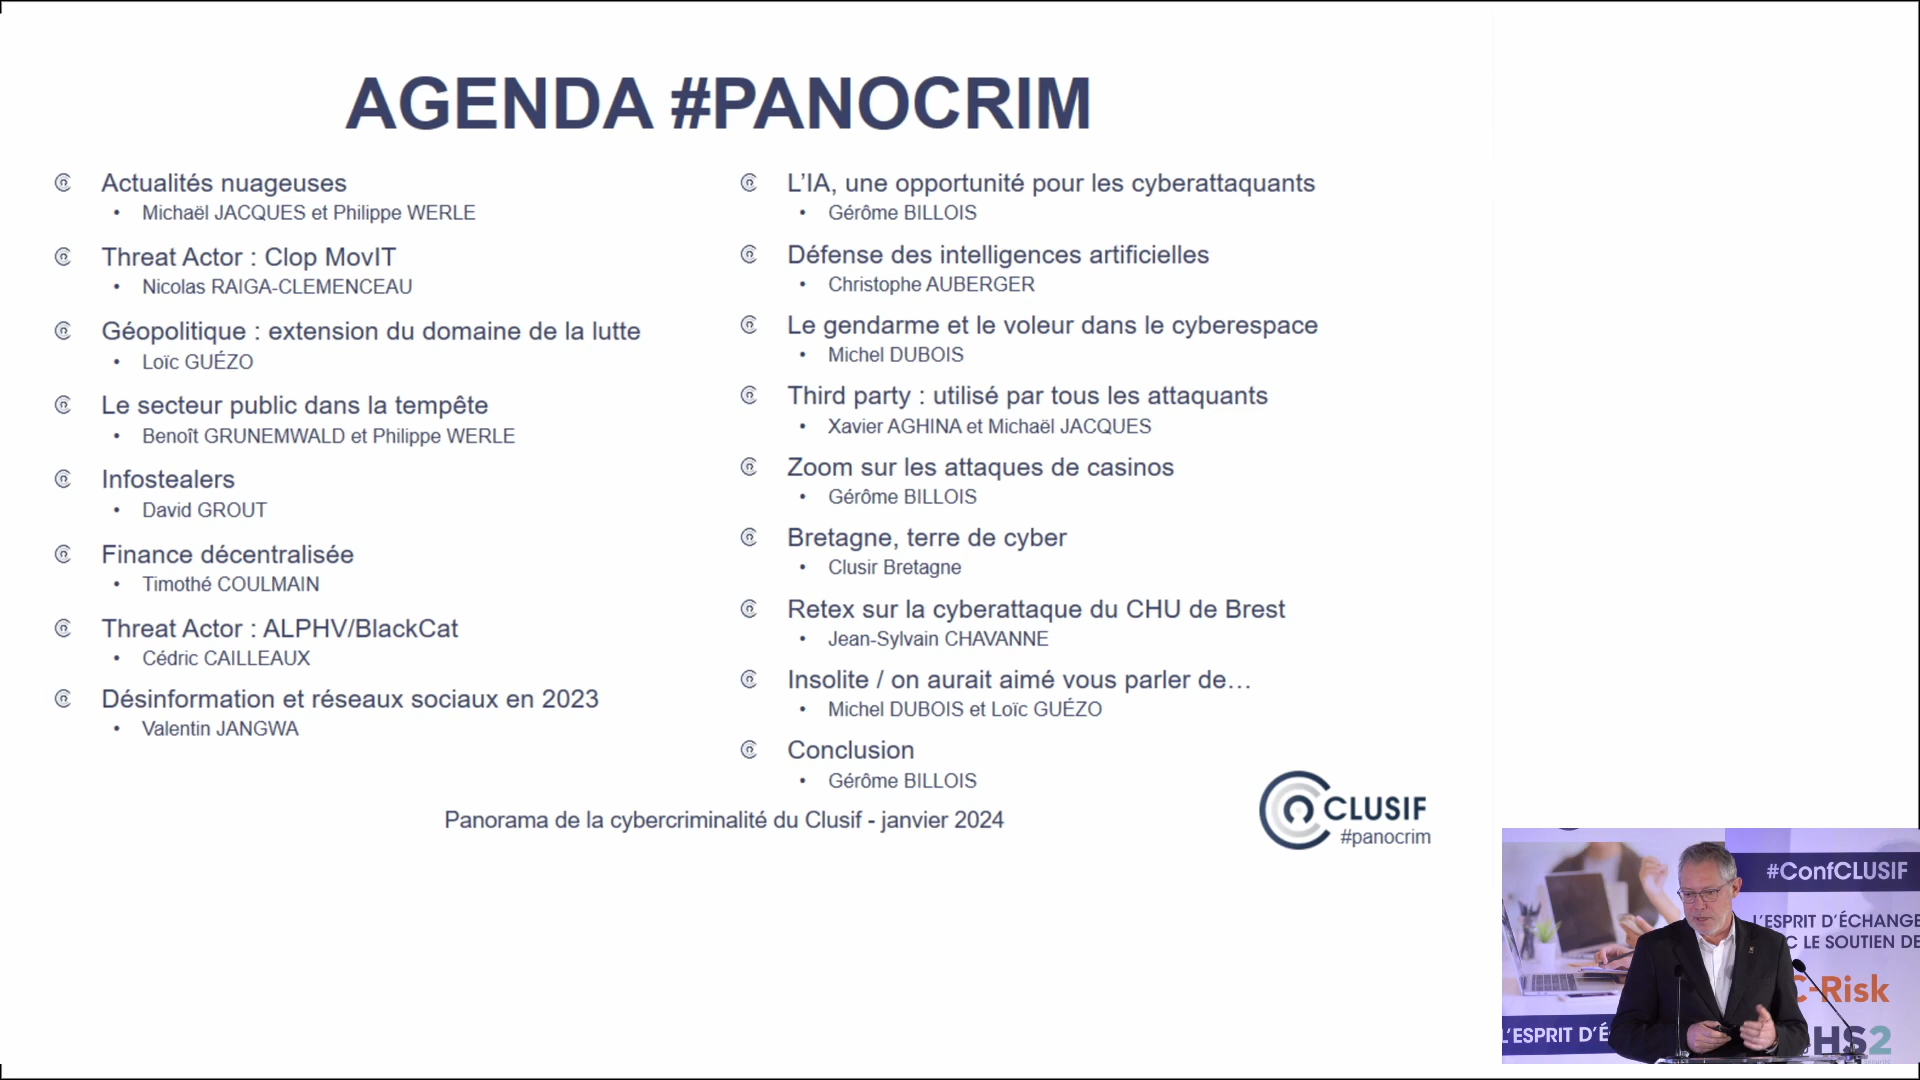 AGENDA #PANOCRIM
Actualités nuageuses
• Michaël JACQUES et Philippe WERLE
Threat Actor : Clop MovIT
• Nicolas RAIGA-CLEMENCEAU
Géopolitique : extension du domaine de la lutte
• Loïc GUÉZO
Le secteur public dans la tempête
• Benoît GRUNEMWALD et Philippe WERLE
Infostealers
• David GROUT
Finance décentralisée
• Timothé COULMAIN
Threat Actor : ALPHV/BlackCat
• Cédric CAILLEAUX
Désinformation et réseaux sociaux en 2023
• Valentin JANGWA
L'IA, une opportunité pour les cyberattaquants
• Gérôme BILLOIS
Défense des intelligences artificielles
• Christophe AUBERGER
Le gendarme et le voleur dans le cyberespace
• Michel DUBOIS
Third party : utilisé par tous les attaquants
• Xavier AGHINA et Michaël JACQUES
Zoom sur les attaques de casinos
• Gérôme BILLOIS
Bretagne, terre de cyber
• Clusir Bretagne
Retex sur la cyberattaque du CHU de Brest
• Jean-Sylvain CHAVANNE
Insolite / on aurait aimé vous parler de…
• Michel DUBOIS et Loïc GUÉZO
Conclusion
• Gérôme BILLOIS
Panorama de la cybercriminalité du Clusif - janvier 2024
CLUSIF
#panocrim
#ConfCLUSIF
L'ESPRIT D'ÉCHANGE
C LE SOUTIEN DE
C-Risk
L'ESPRIT D'É
HS2